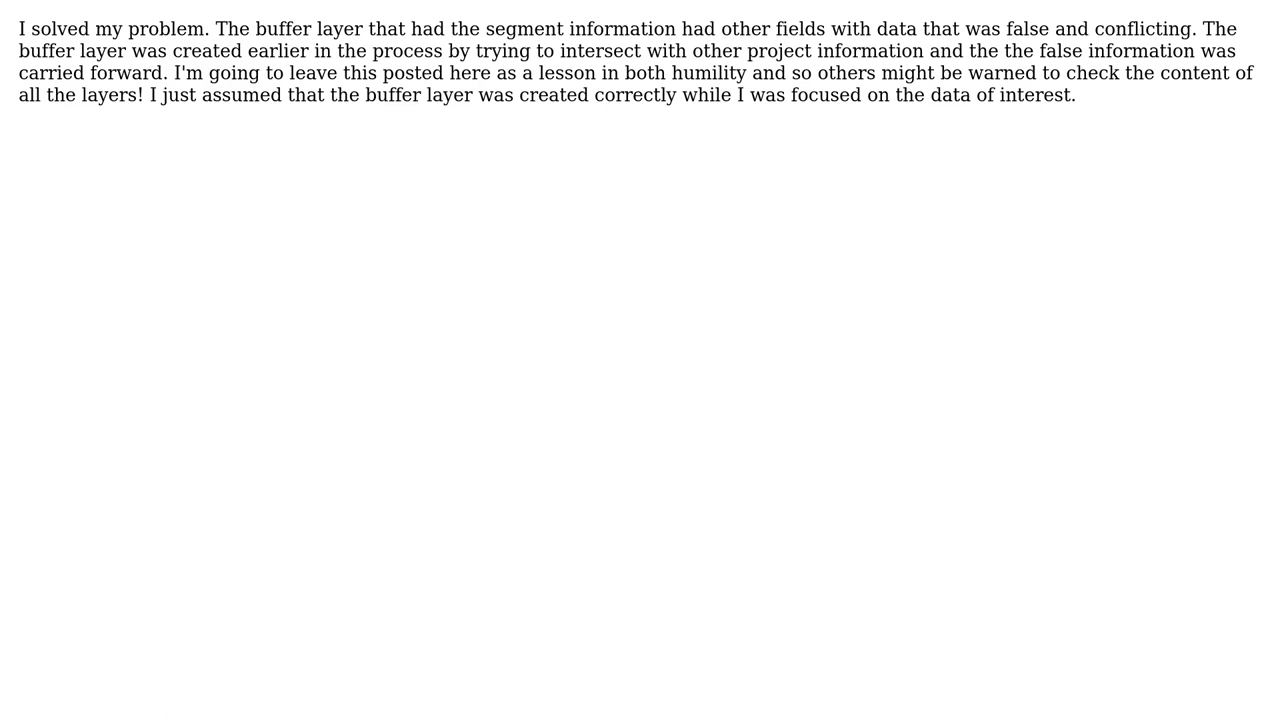 I solved my problem. The buffer layer that had the segment information had other fields with data that was false and conflicting. The
buffer layer was created earlier in the process by trying to intersect with other project information and the the false information was
carried forward. I'm going to leave this posted here as a lesson in both humility and so others might be warned to check the content of
all the layers! I just assumed that the buffer layer was created correctly while I was focused on the data of interest.